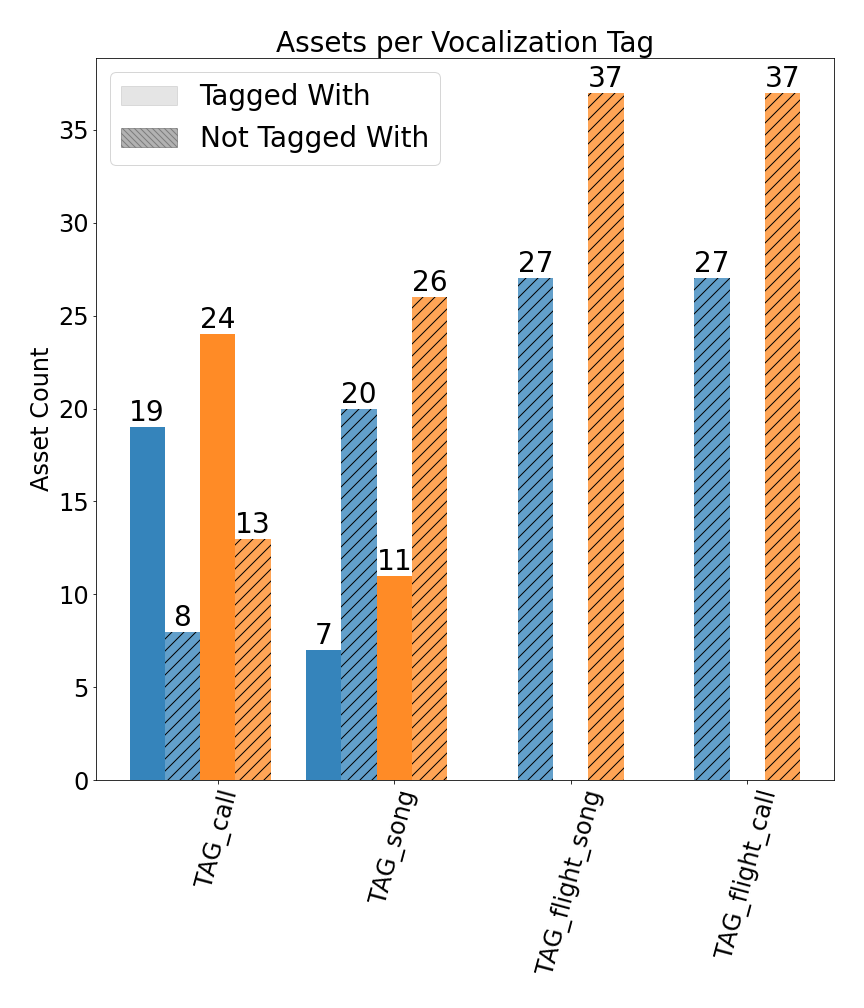 Assets per Vocalization Tag
Tagged With
Not Tagged With
Asset Count
35
30
25
20
15
10
5
0
19
8
24
13
7
20
11
26
27
37
27
37
TAG_call
TAG_song
TAG_flight_song
TAG_flight_call